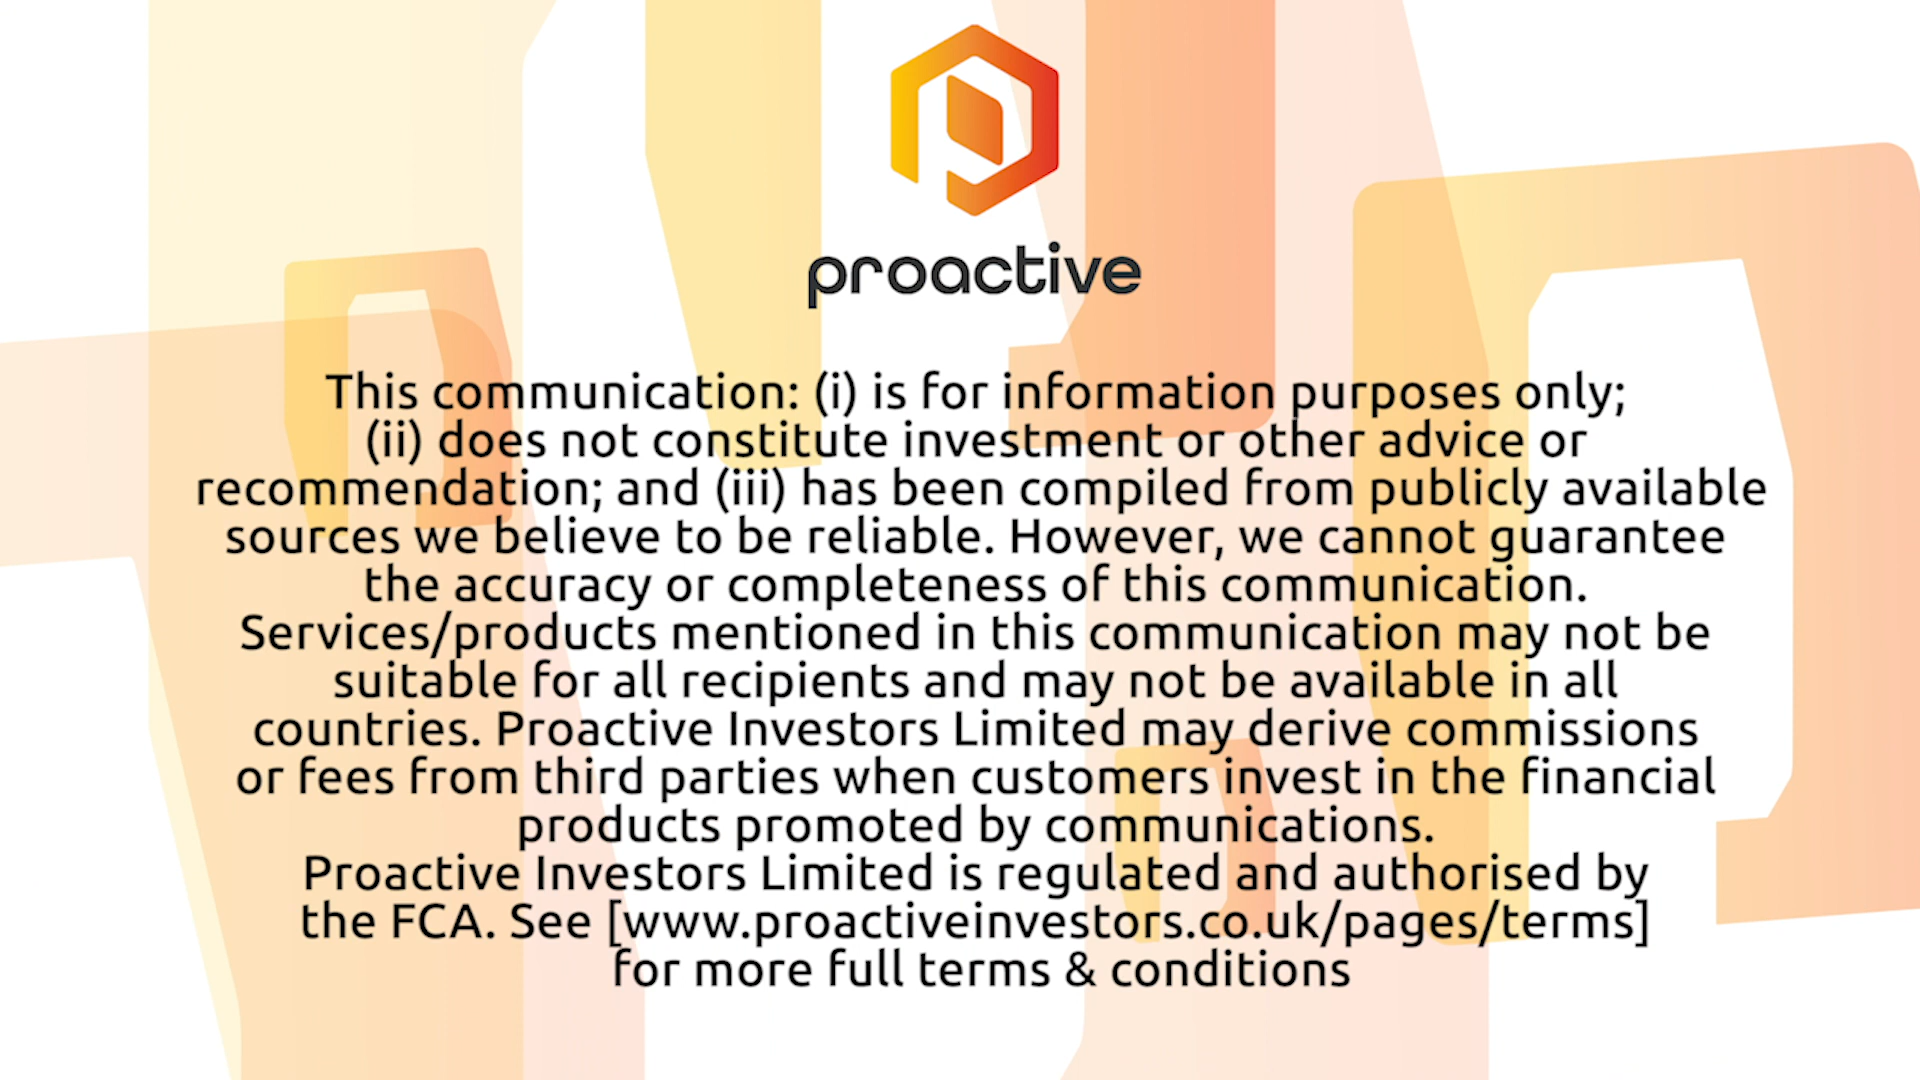 proactive
This communication: (i) is for information purposes only;
(ii) does not constitute investment or other advice or
recommendation; and (iii) has been compiled from publicly available
sources we believe to be reliable. However, we cannot guarantee
the accuracy or completeness of this communication.
Services/products mentioned in this communication may not be
suitable for all recipients and may not be available in all
countries. Proactive Investors Limited may derive commissions
or fees from third parties when customers invest in the financial
products promoted by communications.
Proactive Investors Limited is regulated and authorised by
the FCA. See [www.proactiveinvestors.co.uk/pages/terms]
for more full terms & conditions